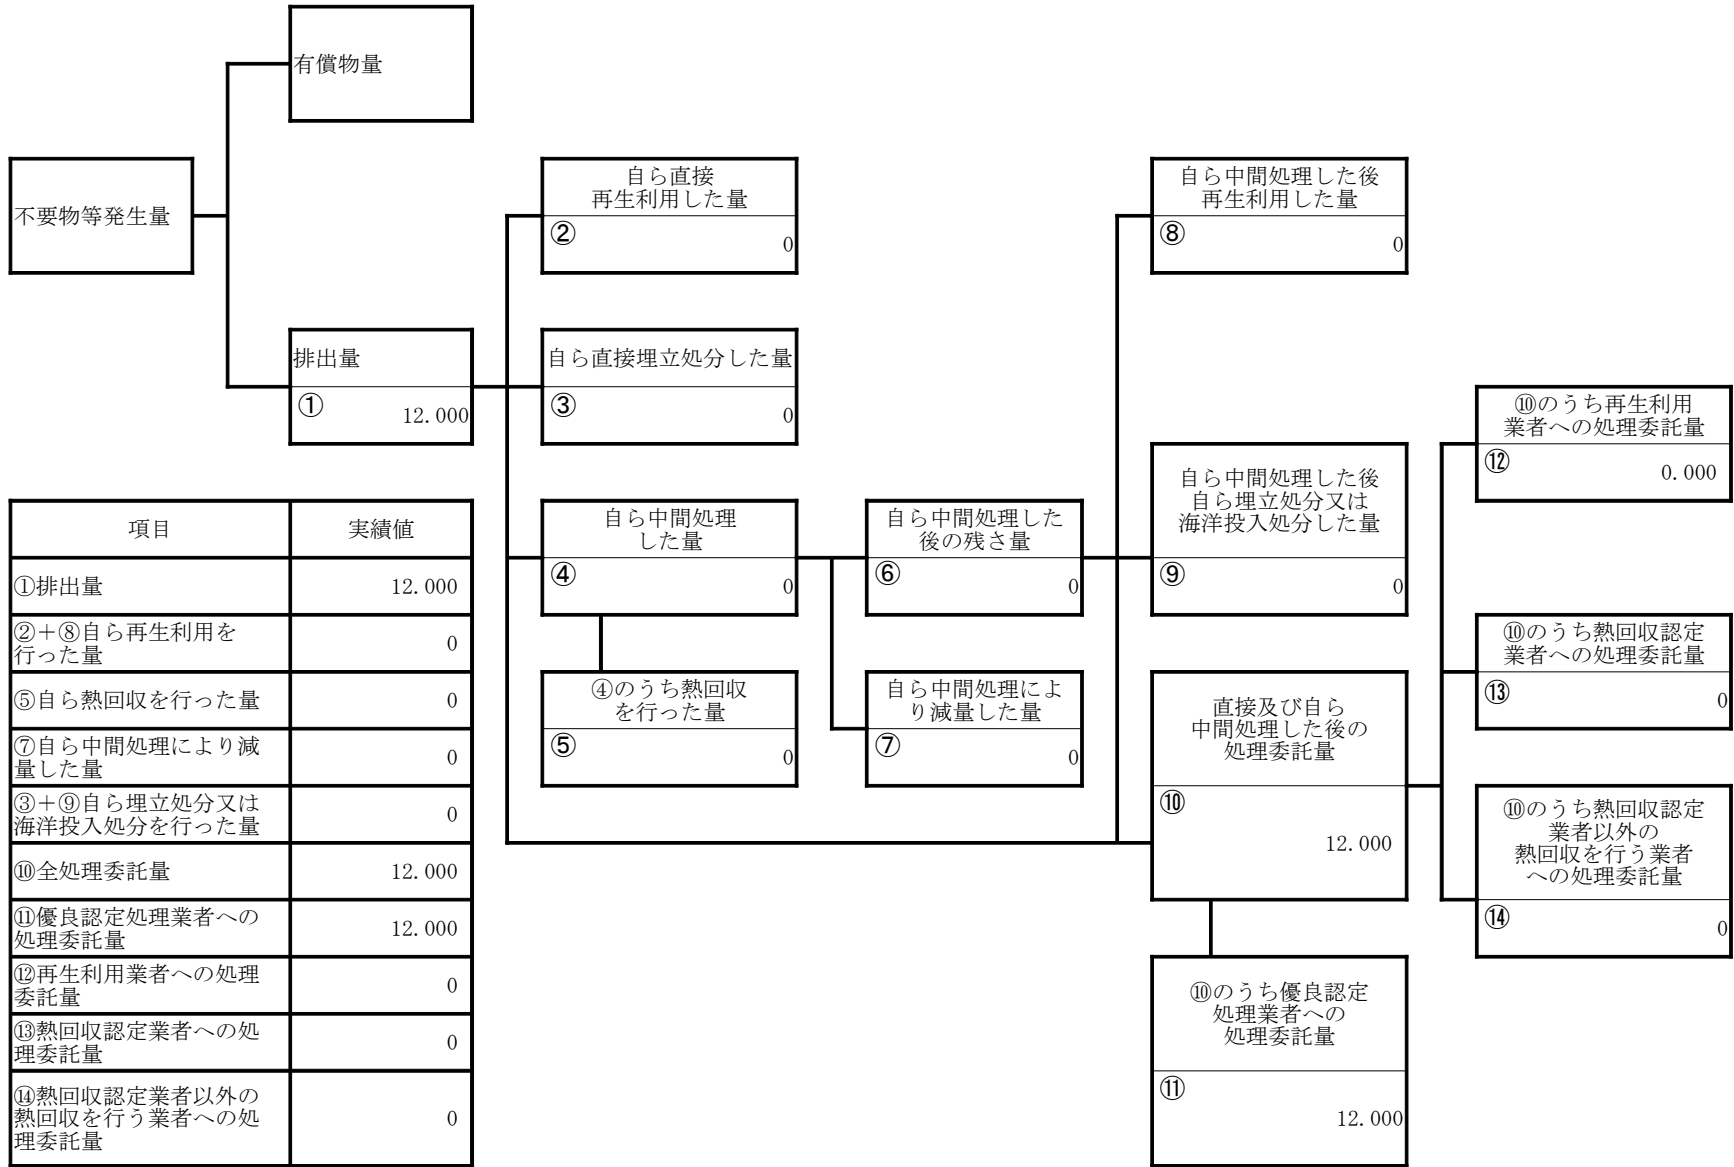 有償物量
不要物等発生量
自ら直接
再生利用した量
②
0
自ら中間処理した後
再生利用した量
⑧
0
排出量
①
12.000
自ら直接埋立処分した量
③
0
⑩のうち再生利用
業者への処理委託量
⑫
0.000
自ら中間処理
した量
④
0
自ら中間処理した
後の残さ量
⑥
0
自ら中間処理した後
自ら埋立処分又は
海洋投入処分した量
⑨
0
⑩のうち熱回収認定
業者への処理委託量
⑬
0
④のうち熱回収
を行った量
⑤
0
自ら中間処理によ
り減量した量
⑦
0
直接及び自ら
中間処理した後の
処理委託量
⑩
12.000
⑩のうち熱回収認定
業者以外の
熱回収を行う業者
への処理委託量
⑭
0
⑩のうち優良認定
処理業者への
処理委託量
⑪
12.000
項目 実績値
①排出量 12.000
②＋⑧自ら再生利用を
行った量 0
⑤自ら熱回収を行った量 0
⑦自ら中間処理により減
量した量 0
③＋⑨自ら埋立処分又は
海洋投入処分を行った量 0
⑩全処理委託量 12.000
⑪優良認定処理業者への
処理委託量 12.000
⑫再生利用業者への処理
委託量 0
⑬熱回収認定業者への処
理委託量 0
⑭熱回収認定業者以外の
熱回収を行う業者への処
理委託量 0